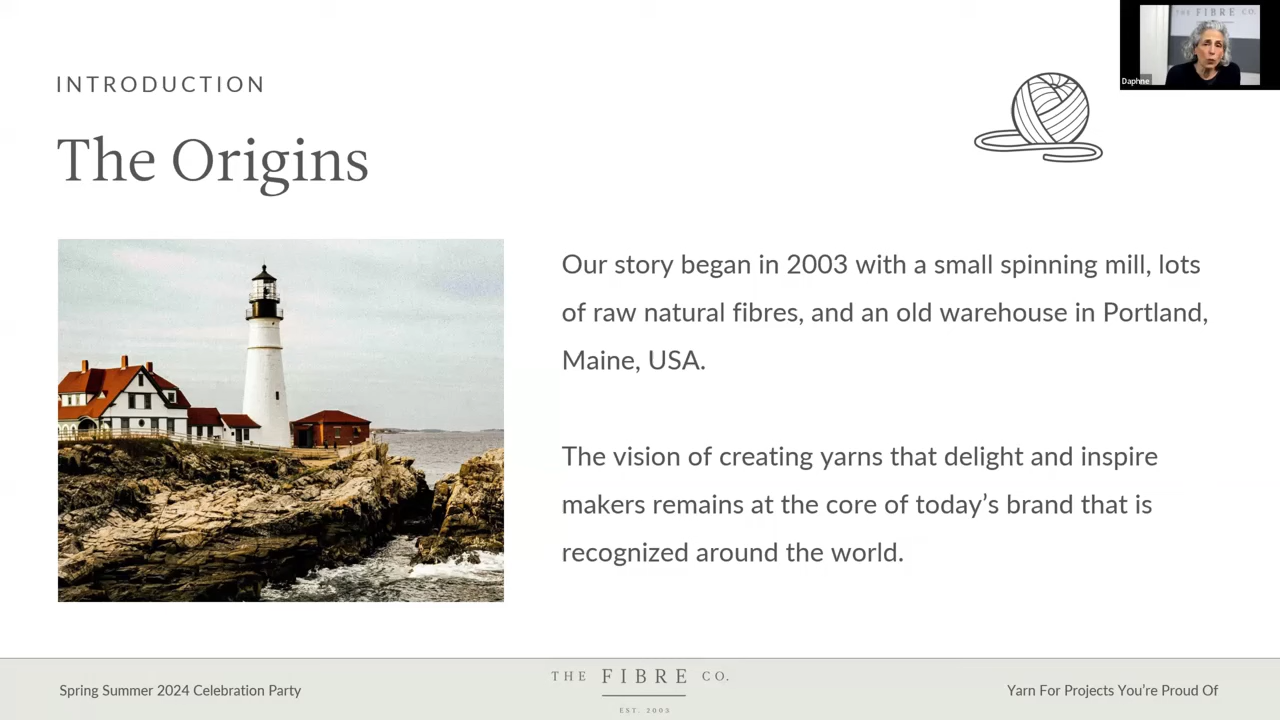 THE FIBRE CO.
Daphne
INTRODUCTION
The Origins
Our story began in 2003 with a small spinning mill, lots
of raw natural fibres, and an old warehouse in Portland,
Maine, USA.
The vision of creating yarns that delight and inspire
makers remains at the core of today’s brand that is
recognized around the world.
Spring Summer 2024 Celebration Party
THE FIBRE CO.
EST. 2003
Yarn For Projects You’re Proud Of